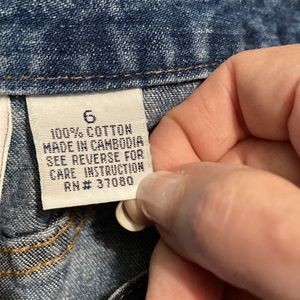 6
100% COTTON
MADE IN CAMBODIA
SEE REVERSE FOR
CARE INSTRUCTION
RN# 37080